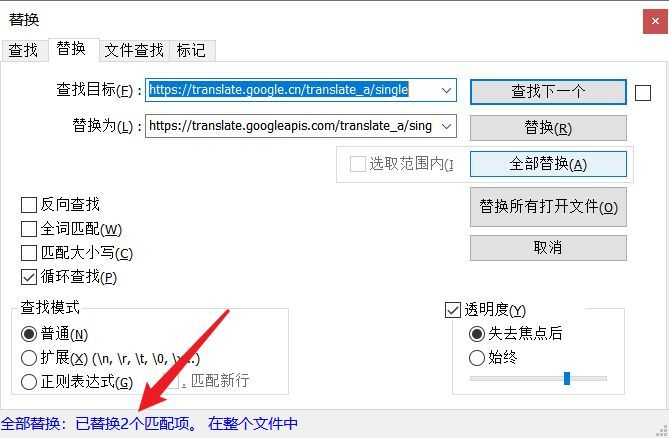 替换
查找 替换 文件查找 标记
查找目标(F) : https://translate.google.cn/translate_a/single 查找下一个
替换为(L) : https://translate.googleapis.com/translate_a/sing 替换(R)
选取范围内(I 全部替换(A)
反向查找 替换所有打开文件(O)
全词匹配(W)
匹配大小写(C) 取消
循环查找(P)
查找模式 透明度(Y)
普通(N) 失去焦点后
扩展(X) (\n, \r, \t, \0, \x...) 始终
正则表达式(G) . 匹配新行
全部替换: 已替换2个匹配项。 在整个文件中